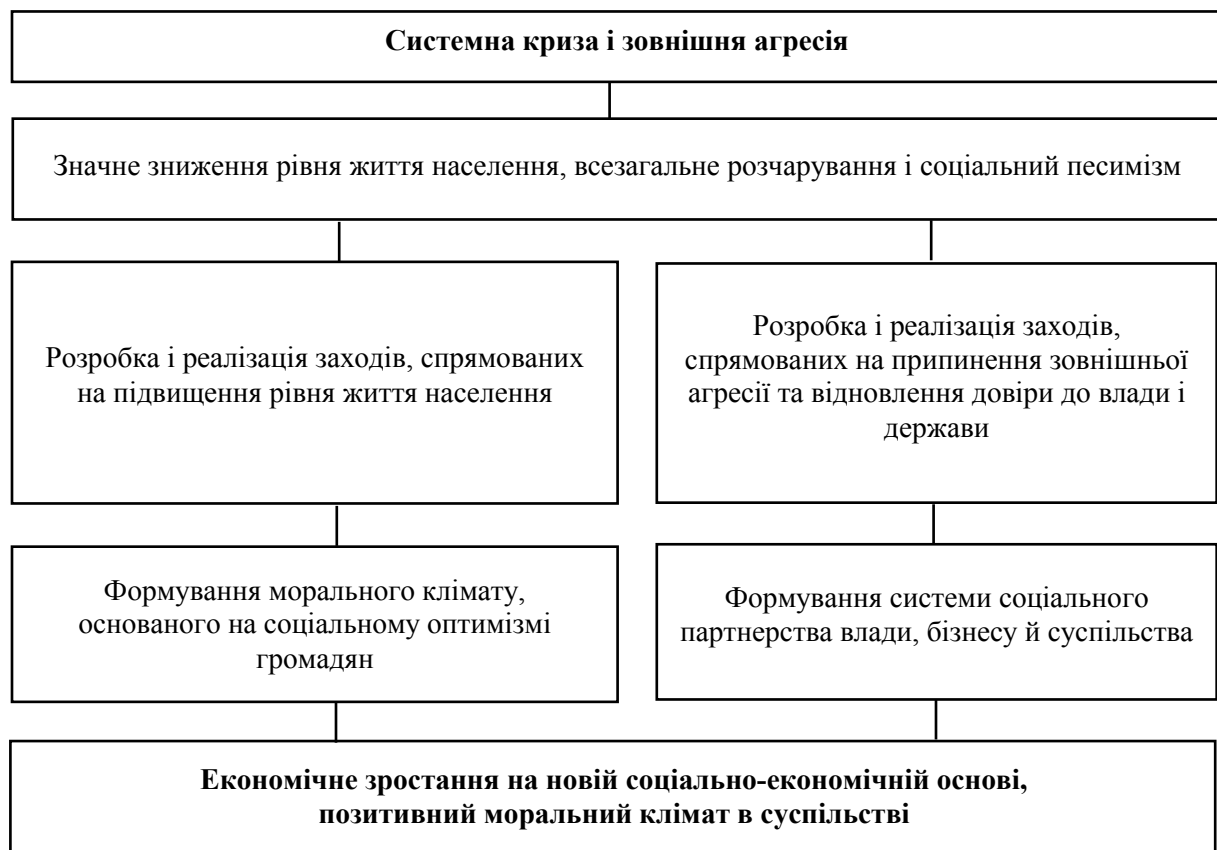 Системна криза і зовнішня агресія
Значне зниження рівня життя населення, всезагальне розчарування і соціальний песимізм
Розробка і реалізація заходів, спрямованих
на підвищення рівня життя населення
Розробка і реалізація заходів,
спрямованих на припинення зовнішньої
агресії та відновлення довіри до влади і
держави
Формування морального клімату,
основаного на соціальному оптимізмі
громадян
Формування системи соціального
партнерства влади, бізнесу й суспільства
Економічне зростання на новій соціально-економічній основі,
позитивний моральний клімат в суспільстві